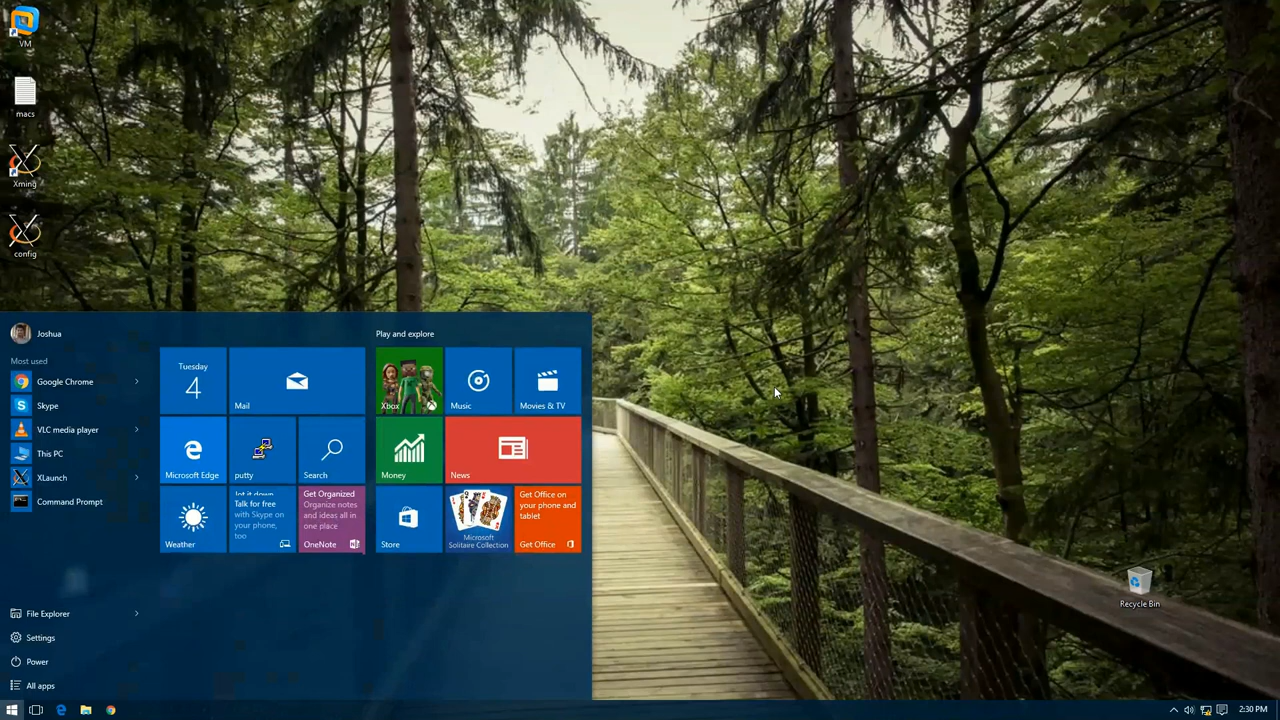 VM
macs
Xming
config
Joshua
Most used
Google Chrome
Skype
VLC media player
This PC
XLaunch
Command Prompt
File Explorer
Settings
Power
All apps
Tuesday
4
Mail
Microsoft Edge
putty
Search
Weather
jot it down
Talk for free
with Skype on
your phone,
too
Get Organized
Organize notes
and ideas all in
one place
OneNote
Play and explore
Xbox
Music
Movies & TV
Money
News
Store
Microsoft
Solitaire Collection
Get Office on
your phone and
tablet
Get Office
Recycle Bin
2:30 PM